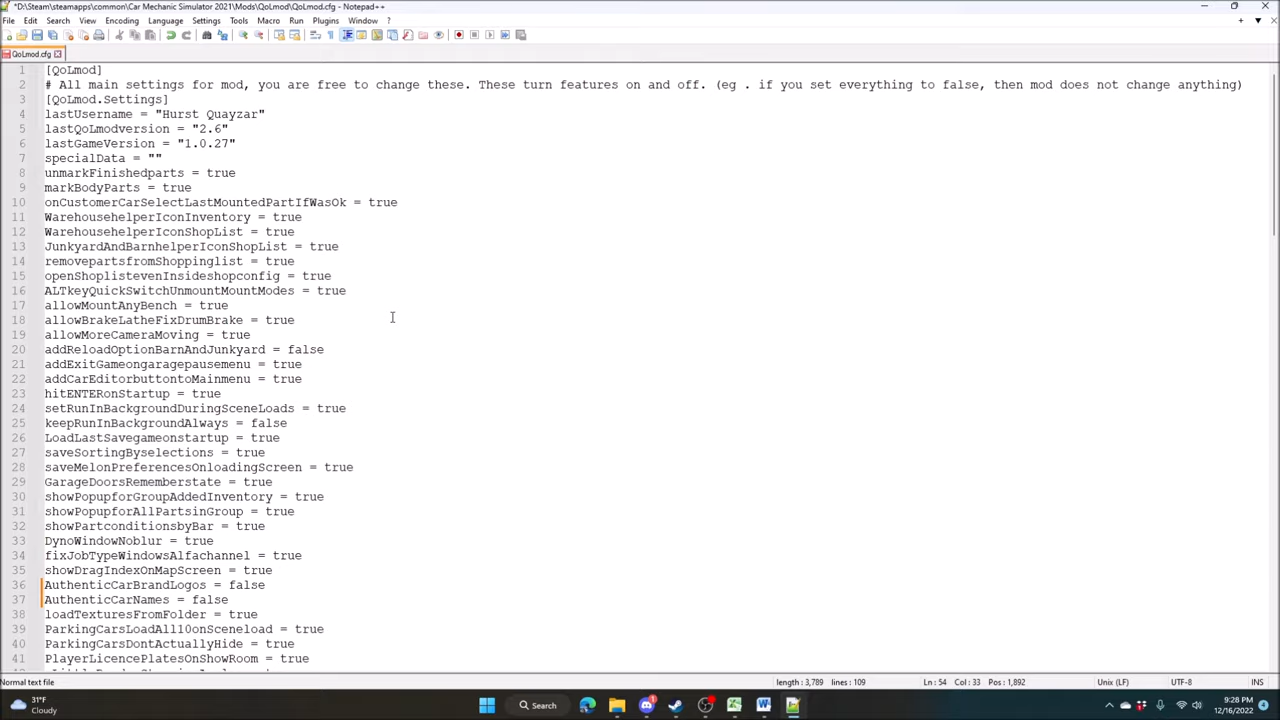 *D:\Steam\steamapps\common\Car Mechanic Simulator 2021\Mods\QoLmod\QoLmod.cfg - Notepad++
File Edit Search View Encoding Language Settings Tools Macro Run Plugins Window ?
QoLmod.cfg
1 [QoLmod]
2 # All main settings for mod, you are free to change these. These turn features on and off. (eg . if you set everything to false, then mod does not change anything)
3 [QoLmod.Settings]
4 lastUsername = "Hurst Quayzar"
5 lastQoLmodversion = "2.6"
6 lastGameVersion = "1.0.27"
7 specialData = ""
8 unmarkFinishedparts = true
9 markBodyParts = true
10 onCustomerCarSelectLastMountedPartIfWasOk = true
11 WarehousehelperIconInventory = true
12 WarehousehelperIconShopList = true
13 JunkyardAndBarnhelperIconShopList = true
14 removepartsfromShoppinglist = true
15 openShoplistevenInsideshopconfig = true
16 ALTkeyQuickSwitchUnmountMountModes = true
17 allowMountAnyBench = true
18 allowBrakeLatheFixDrumBrake = true
19 allowMoreCameraMoving = true
20 addReloadOptionBarnAndJunkyard = false
21 addExitGameongaragepausemenu = true
22 addCarEditorbuttontoMainmenu = true
23 hitENTERonStartup = true
24 setRunInBackgroundDuringSceneLoads = true
25 keepRunInBackgroundAlways = false
26 LoadLastSavegameonstartup = true
27 saveSortingByselections = true
28 saveMelonPreferencesOnloadingScreen = true
29 GarageDoorsRememberstate = true
30 showPopupforGroupAddedInventory = true
31 showPopupforAllPartsinGroup = true
32 showPartconditionsbyBar = true
33 DynoWindowNoblur = true
34 fixJobTypeWindowsAlfachannel = true
35 showDragIndexOnMapScreen = true
36 AuthenticCarBrandLogos = false
37 AuthenticCarNames = false
38 loadTexturesFromFolder = true
39 ParkingCarsLoadAll10onSceneload = true
40 ParkingCarsDontActuallyHide = true
41 PlayerLicencePlatesOnShowRoom = true
Normal text file length : 3,789 lines : 109 Ln : 54 Col : 33 Pos : 1,892 Unix (LF) UTF-8 INS
31°F
Cloudy
Search
9:28 PM
12/16/2022